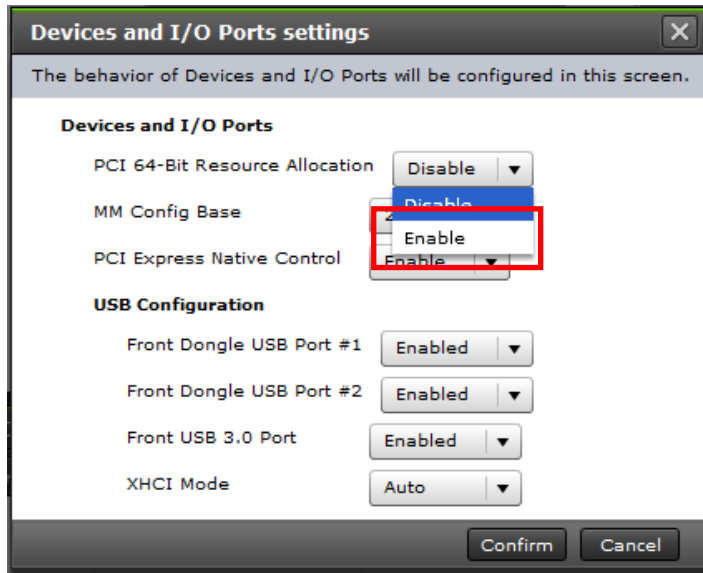 Devices and I/O Ports settings
The behavior of Devices and I/O Ports will be configured in this screen.
Devices and I/O Ports
PCI 64-Bit Resource Allocation Disable
Disable
MM Config Base
Enable
PCI Express Native Control Enable
USB Configuration
Front Dongle USB Port #1 Enabled
Front Dongle USB Port #2 Enabled
Front USB 3.0 Port Enabled
XHCI Mode Auto
Confirm Cancel